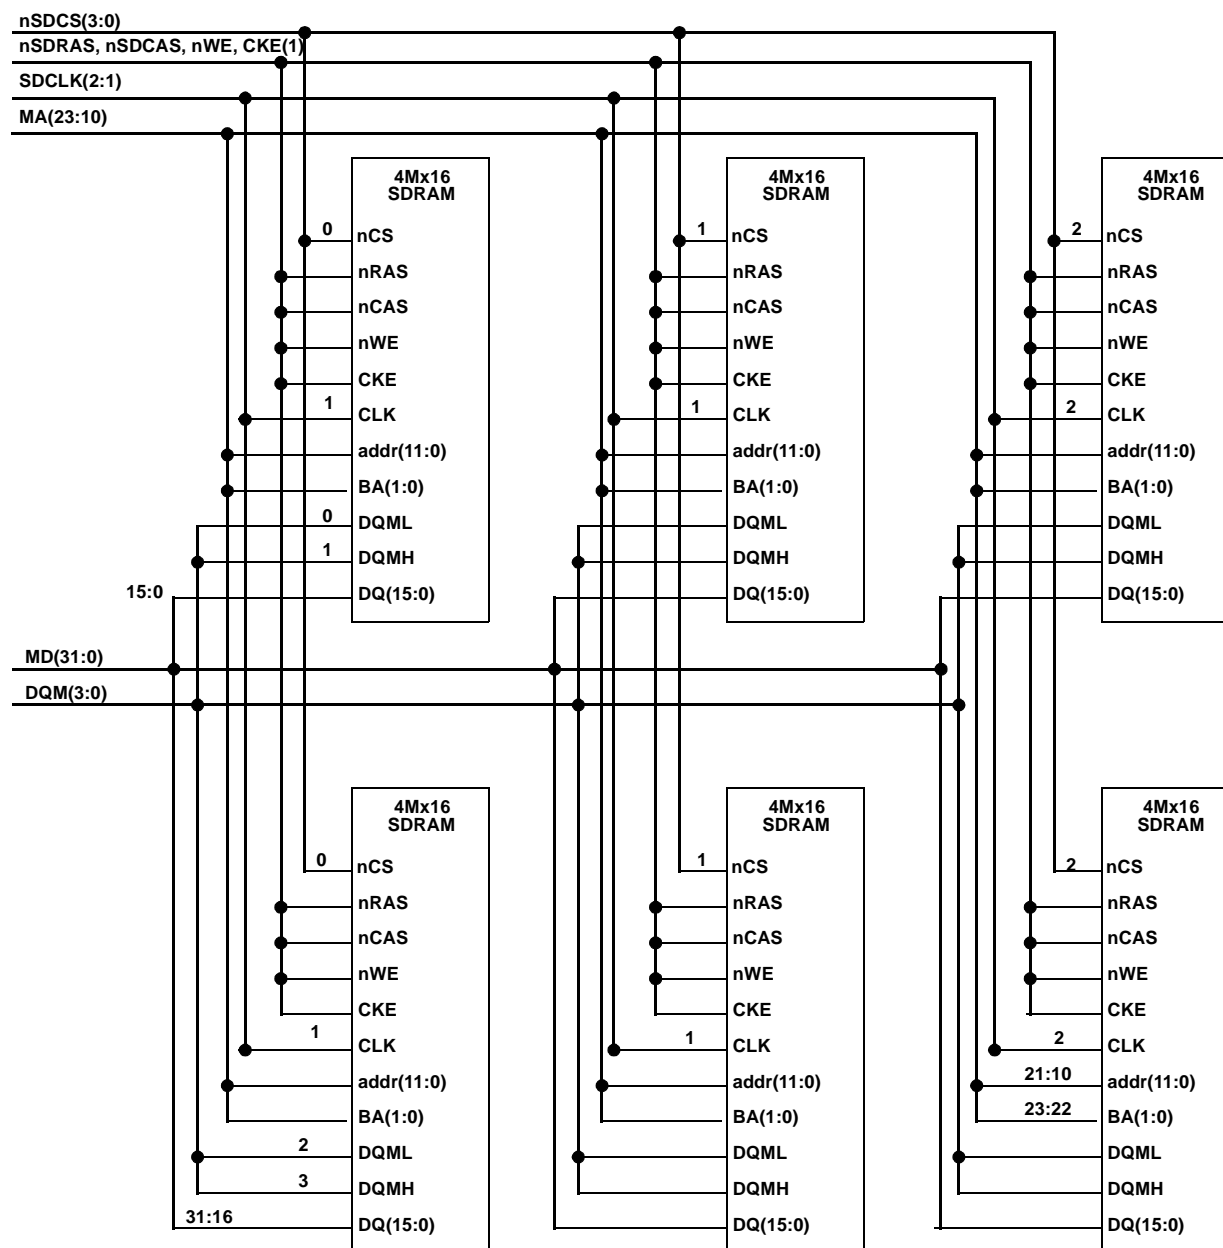 nSDCS(3:0)
nSDRAS, nSDCAS, nWE, CKE(1)
SDCLK(2:1)
MA(23:10)
4Mx16 4Mx16 4Mx16
SDRAM SDRAM SDRAM
0 nCS 1 nCS 2 nCS
nRAS nRAS nRAS
nCAS nCAS nCAS
nWE nWE nWE
CKE CKE CKE
1 CLK 1 CLK 2 CLK
addr(11:0) addr(11:0) addr(11:0)
BA(1:0) BA(1:0) BA(1:0)
0 DQML DQML DQML
1 DQMH DQMH DQMH
15:0 DQ(15:0) DQ(15:0) DQ(15:0)
MD(31:0)
DQM(3:0)
4Mx16 4Mx16 4Mx16
SDRAM SDRAM SDRAM
0 nCS 1 nCS 2 nCS
nRAS nRAS nRAS
nCAS nCAS nCAS
nWE nWE nWE
CKE CKE CKE
1 CLK 1 CLK 2 CLK
addr(11:0) addr(11:0) 21:10 addr(11:0)
BA(1:0) BA(1:0) 23:22 BA(1:0)
2 DQML DQML DQML
3 DQMH DQMH DQMH
31:16 DQ(15:0) DQ(15:0) DQ(15:0)